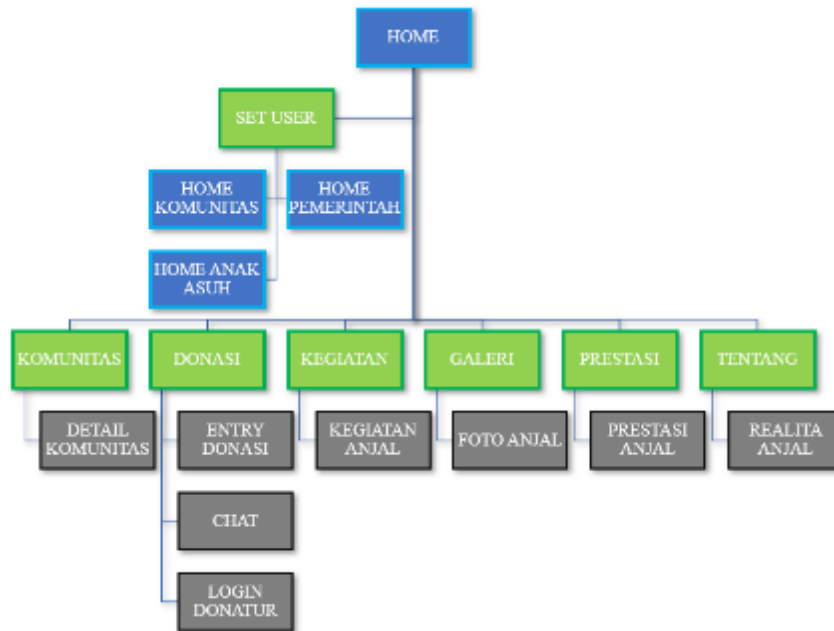 HOME
SET USER
HOME
KOMUNITAS
HOME
PEMERINTAH
HOME ANAK
ASUH
KOMUNITAS
DONASI
KEGIATAN
GALERI
PRESTASI
TENTANG
DETAIL
KOMUNITAS
ENTRY
DONASI
KEGIATAN
ANJAL
FOTO ANJAL
PRESTASI
ANJAL
REALITA
ANJAL
CHAT
LOGIN
DONATUR